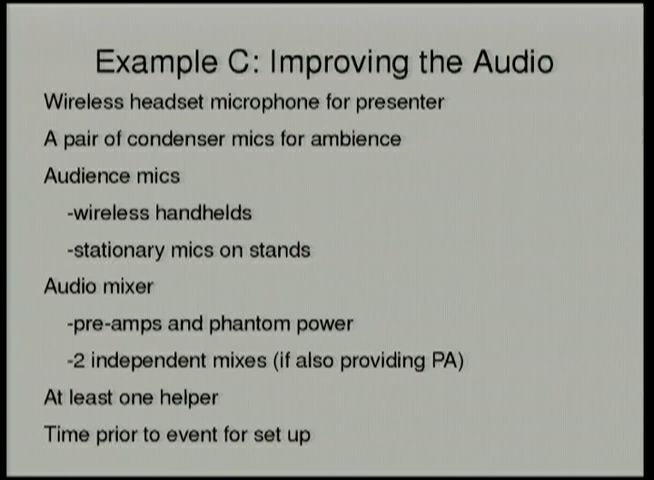 Example C: Improving the Audio
Wireless headset microphone for presenter
A pair of condenser mics for ambience
Audience mics
-wireless handhelds
-stationary mics on stands
Audio mixer
-pre-amps and phantom power
-2 independent mixes (if also providing PA)
At least one helper
Time prior to event for set up